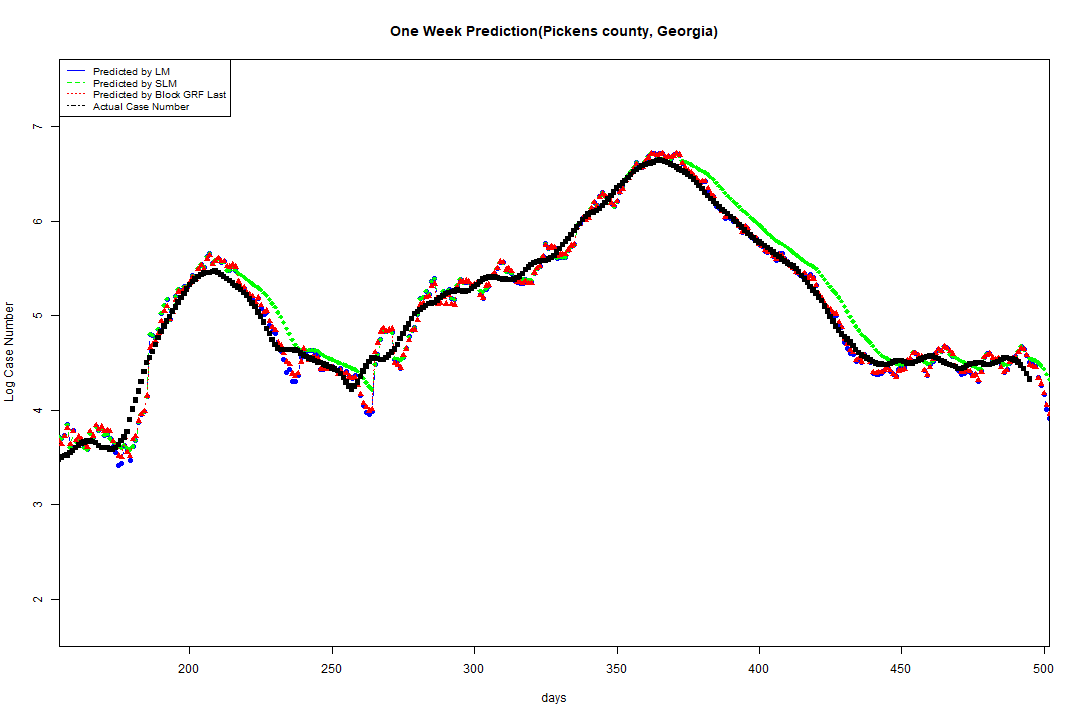 One Week Prediction(Pickens county, Georgia)
Predicted by LM
Predicted by SLM
Predicted by Block GRF Last
Actual Case Number
Log Case Number
7
6
5
4
3
2
200 250 300 350 400 450 500
days